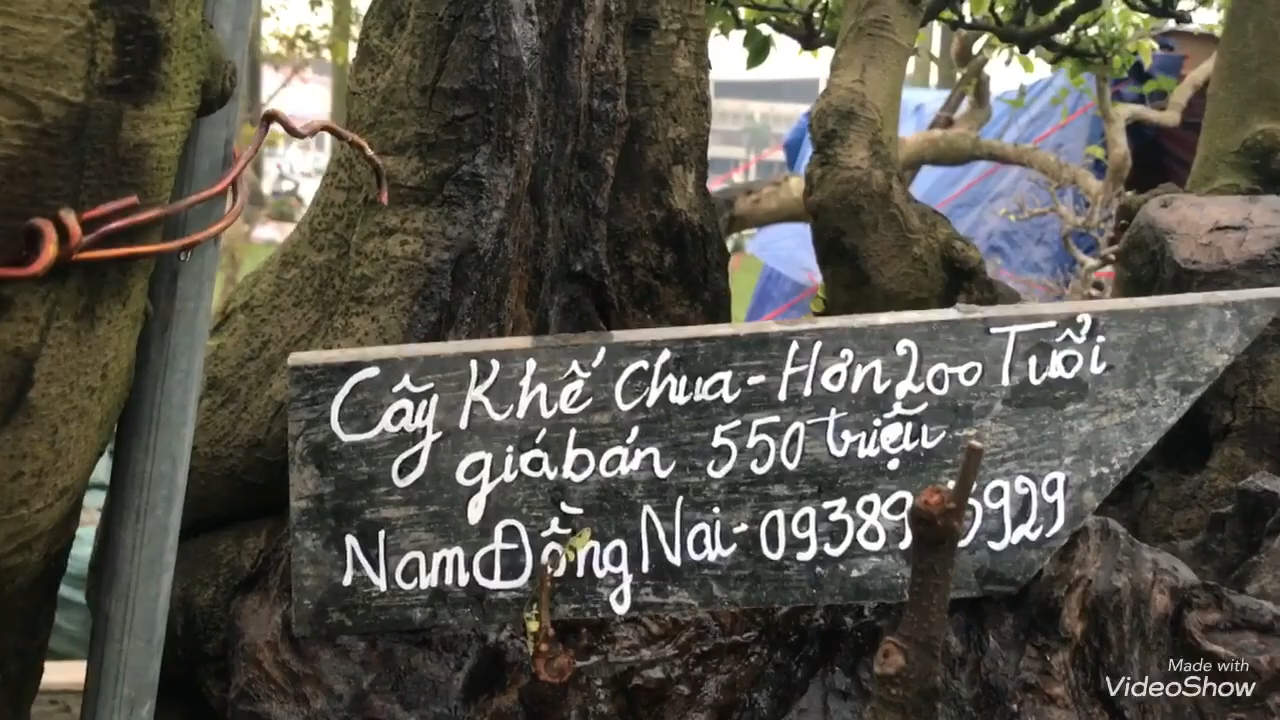 Cây Khế chua - Hơn 200 Tuổi
giá bán 550 triệu
Nam Đồng Nai -
Made with
VideoShow